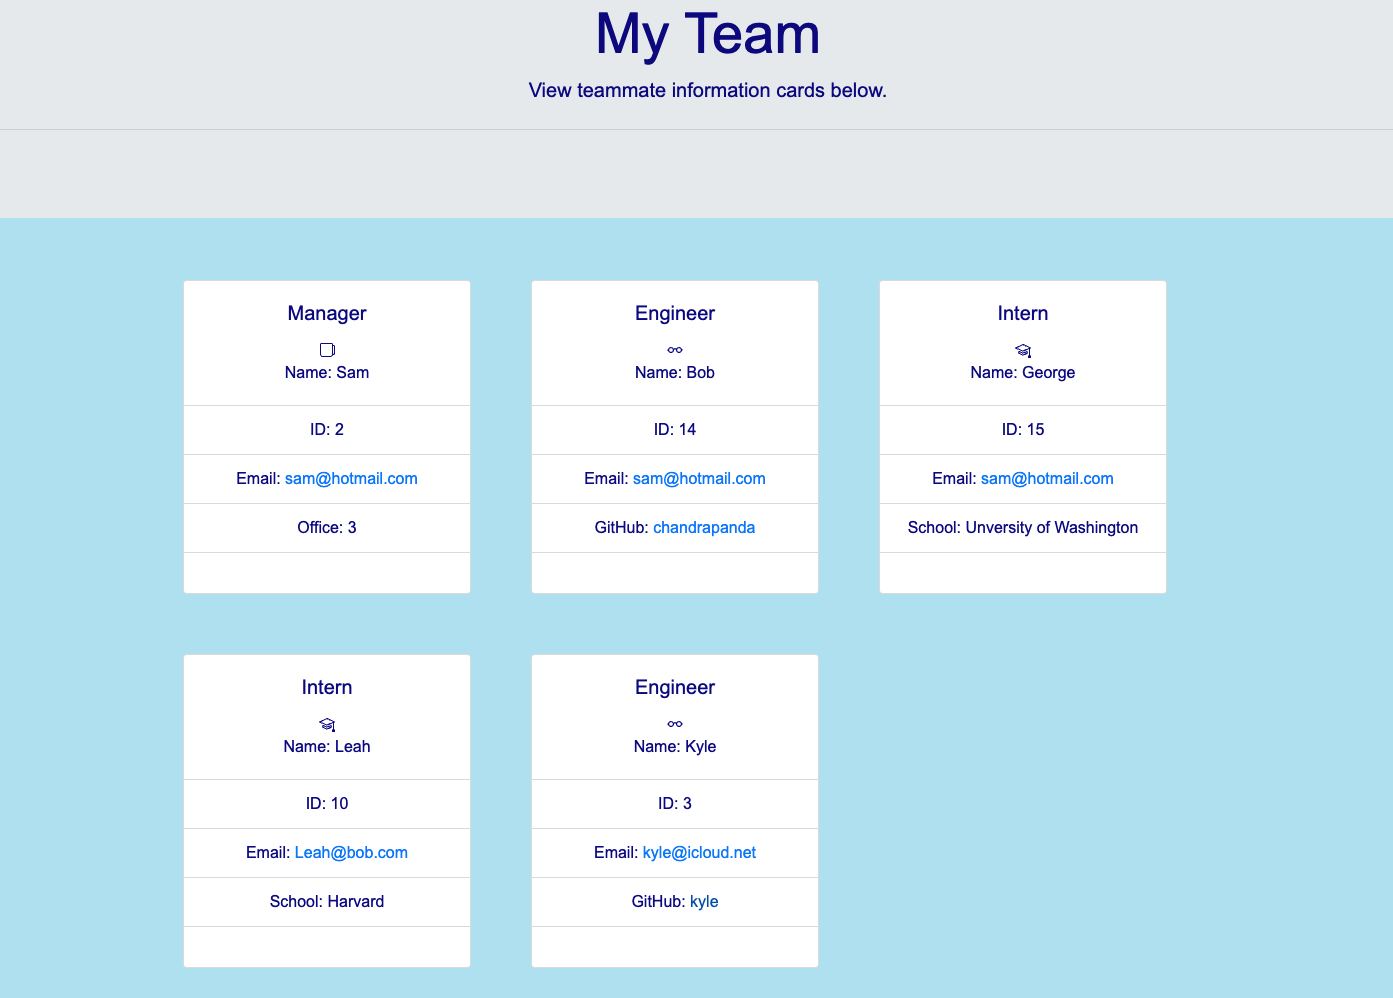 My Team
View teammate information cards below.
Manager
Name: Sam
ID: 2
Email: sam@hotmail.com
Office: 3
Engineer
Name: Bob
ID: 14
Email: sam@hotmail.com
GitHub: chandrapanda
Intern
Name: George
ID: 15
Email: sam@hotmail.com
School: Unversity of Washington
Intern
Name: Leah
ID: 10
Email: Leah@bob.com
School: Harvard
Engineer
Name: Kyle
ID: 3
Email: kyle@icloud.net
GitHub: kyle